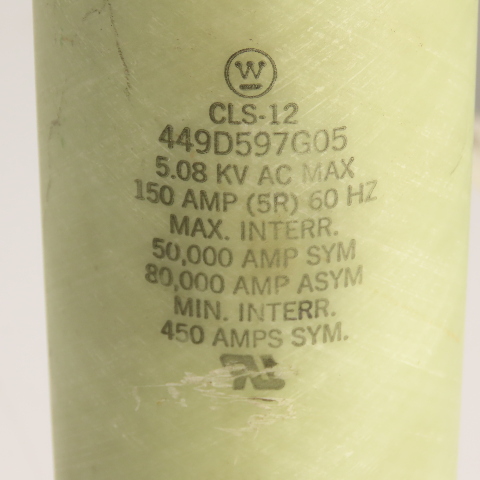 W
CLS-12
449D597G05
5.08 KV AC MAX
150 AMP (5R) 60 HZ
MAX. INTERR.
50,000 AMP SYM
80,000 AMP ASYM
MIN. INTERR.
450 AMPS SYM.
UL